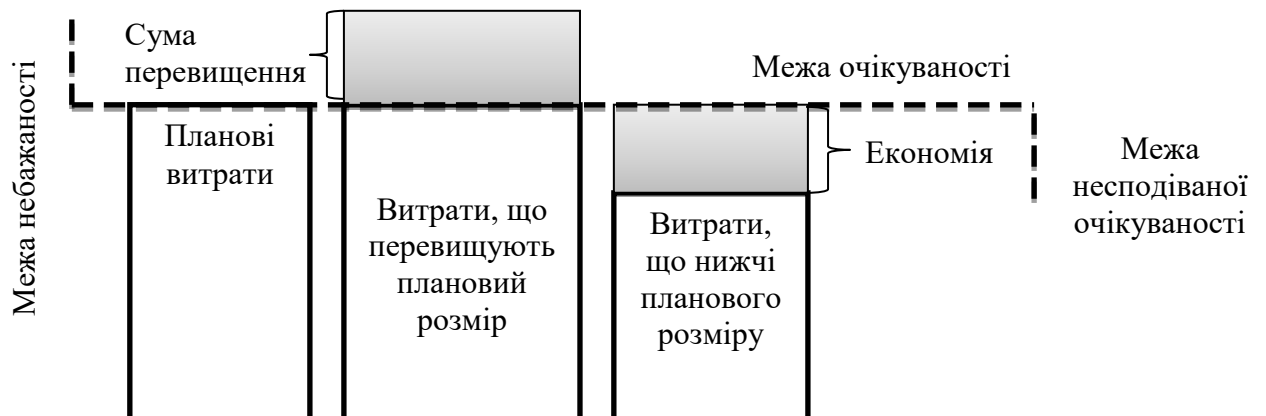 Межа небажаності
Сума
перевищення
Планові
витрати
Витрати, що
перевищують
плановий
розмір
Межа очікуваності
Економія
Витрати,
що нижчі
планового
розміру
Межа
несподіваної
очікуваності